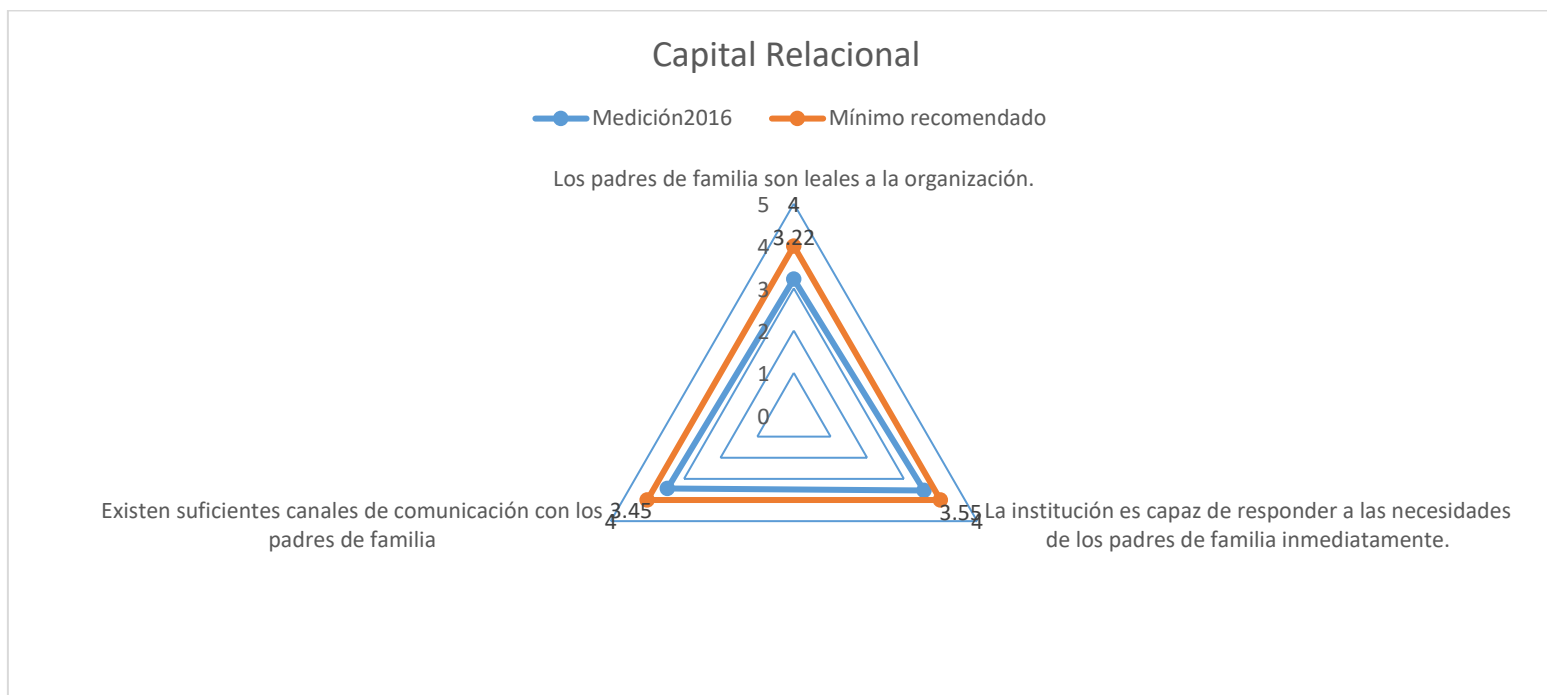 Capital Relacional
Medición2016 Mínimo recomendado
Los padres de familia son leales a la organización.
5 4
3.22
4
3
2
1
0
Existen suficientes canales de comunicación con los
padres de familia
3.45
4
3.55
4
La institución es capaz de responder a las necesidades
de los padres de familia inmediatamente.